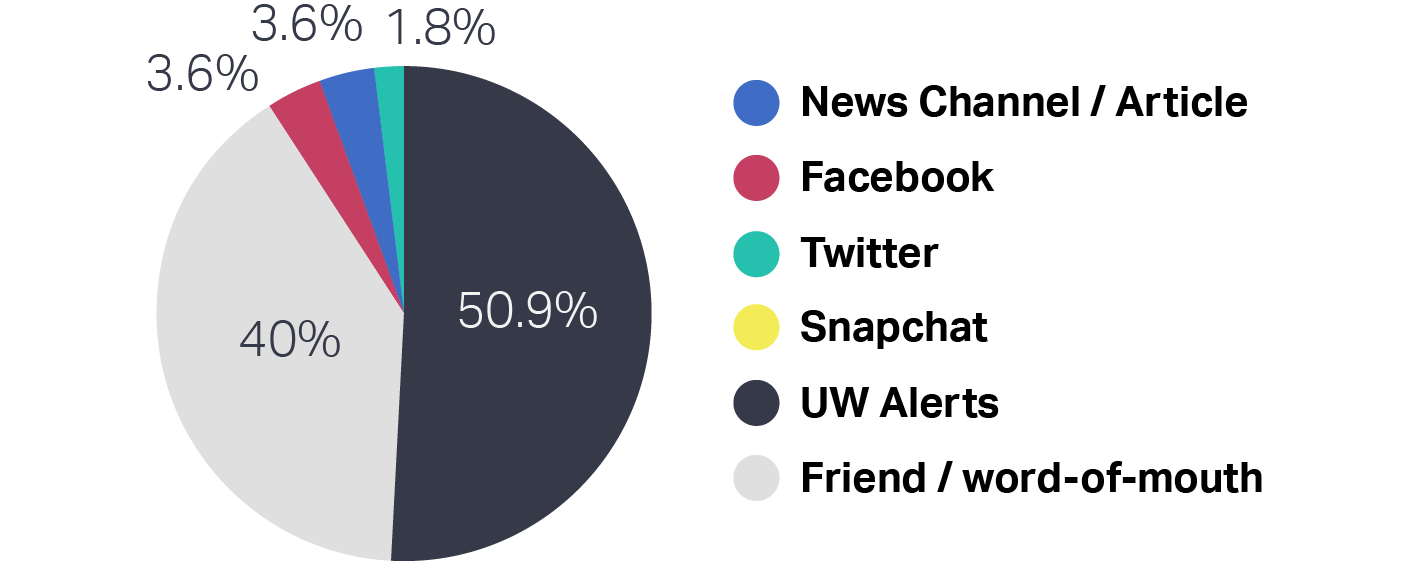 3.6% 1.8%
3.6%
40%
50.9%
News Channel / Article
Facebook
Twitter
Snapchat
UW Alerts
Friend / word-of-mouth